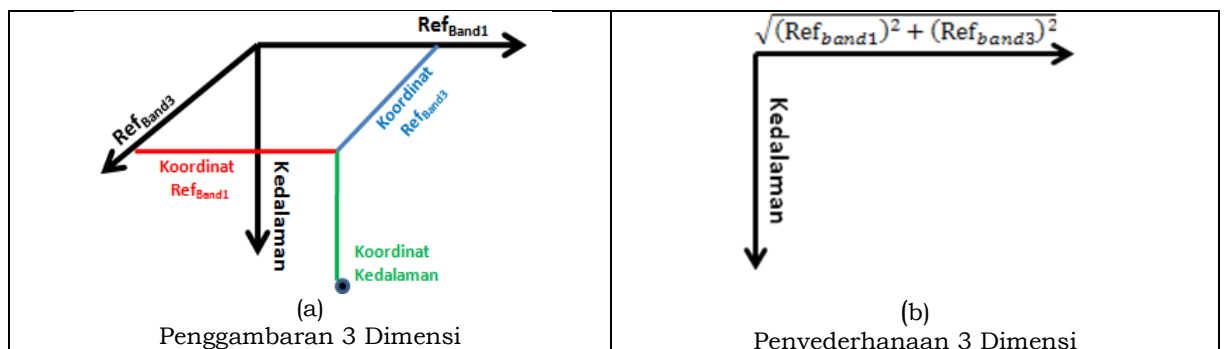 Ref_Band1
Ref_Band3
Koordinat
Ref_Band3
Koordinat
Ref_Band1
Kedalaman
Koordinat
Kedalaman
(a)
Penggambaran 3 Dimensi
√((Ref_band1)² + (Ref_band3)²)
Kedalaman
(b)
Penyederhanaan 3 Dimensi